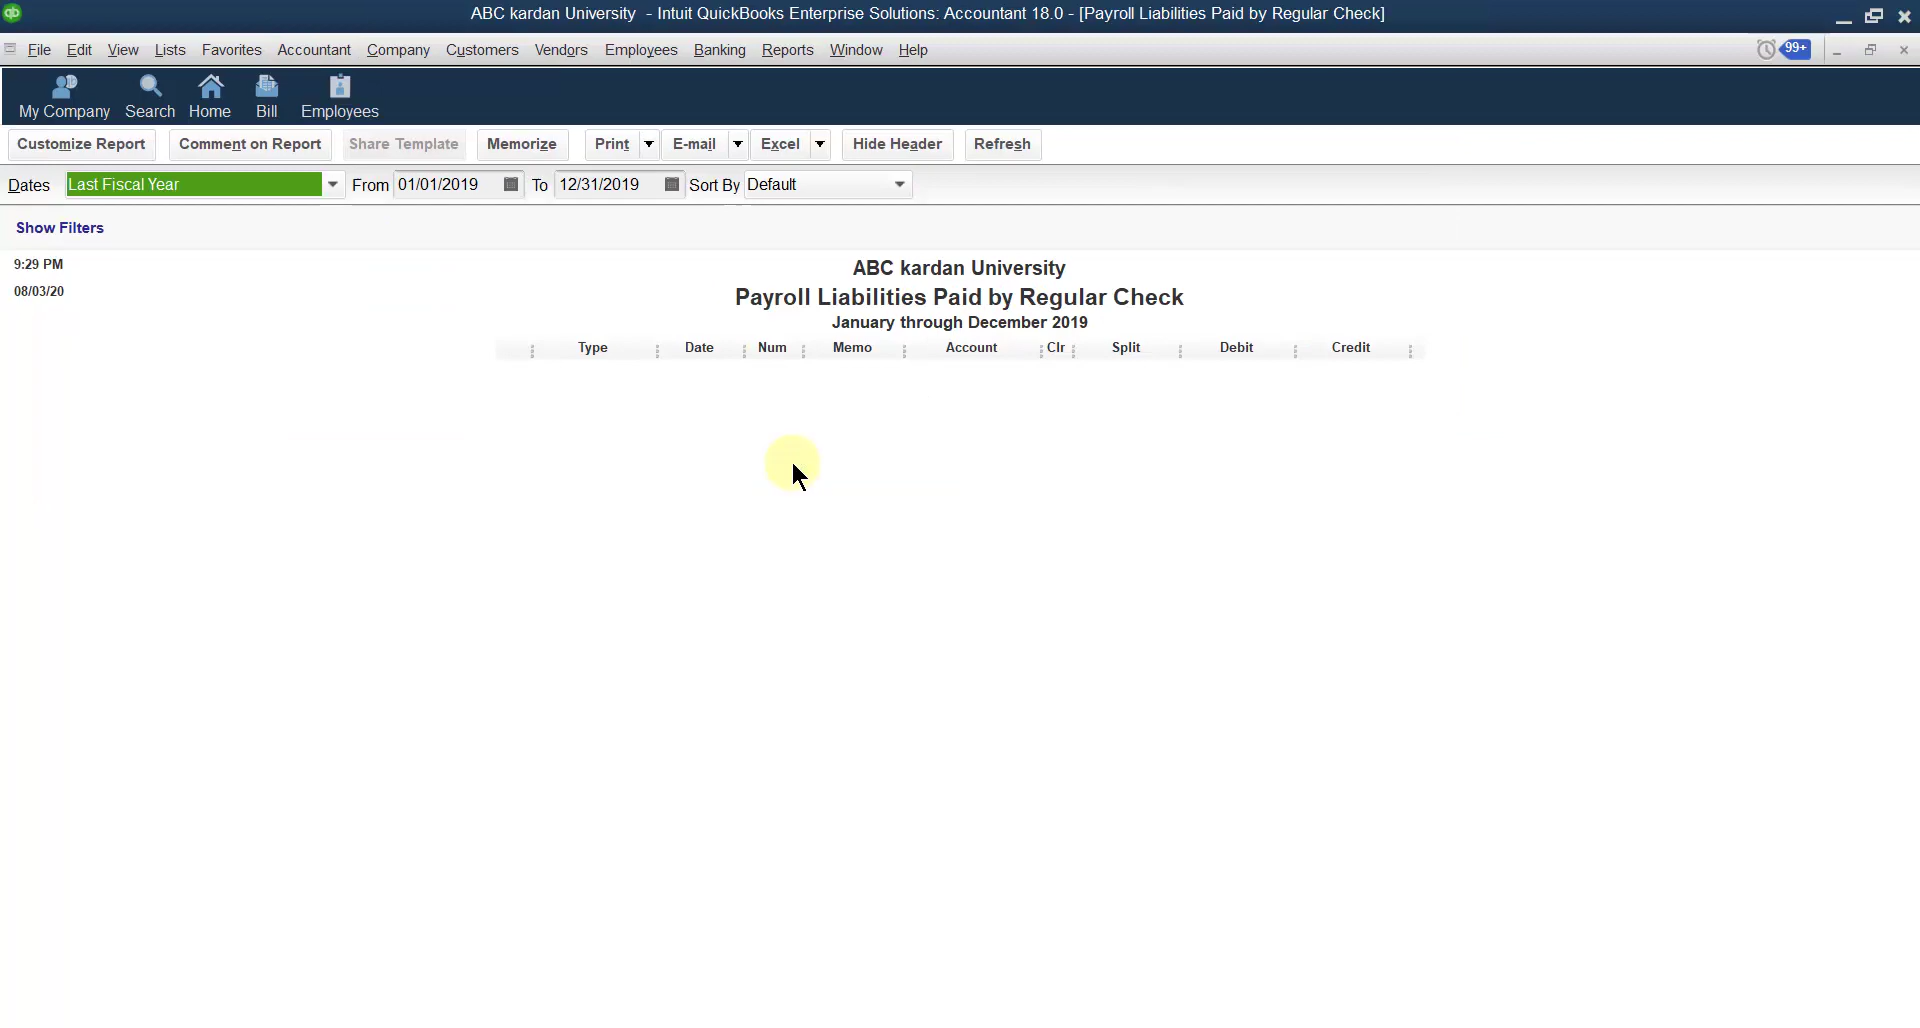 ABC kardan University - Intuit QuickBooks Enterprise Solutions: Accountant 18.0 - [Payroll Liabilities Paid by Regular Check]
File Edit View Lists Favorites Accountant Company Customers Vendors Employees Banking Reports Window Help 99+
My Company Search Home Bill Employees
Customize Report Comment on Report Share Template Memorize Print E-mail Excel Hide Header Refresh
Dates Last Fiscal Year From 01/01/2019 To 12/31/2019 Sort By Default
Show Filters
9:29 PM
08/03/20
ABC kardan University
Payroll Liabilities Paid by Regular Check
January through December 2019
Type Date Num Memo Account Clr Split Debit Credit